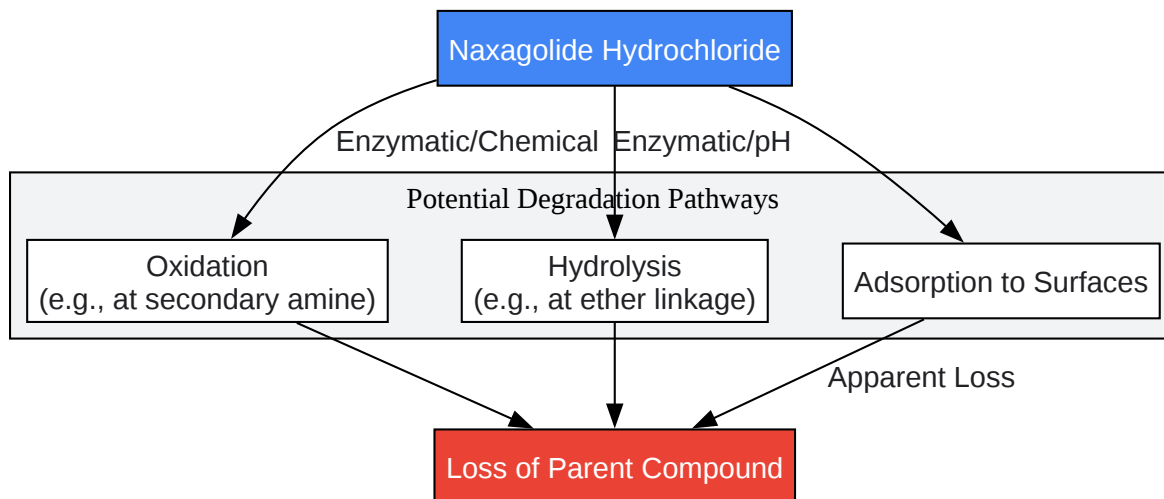 Naxagolide Hydrochloride
Enzymatic/Chemical
Enzymatic/pH
Potential Degradation Pathways
Oxidation
(e.g., at secondary amine)
Hydrolysis
(e.g., at ether linkage)
Adsorption to Surfaces
Apparent Loss
Loss of Parent Compound